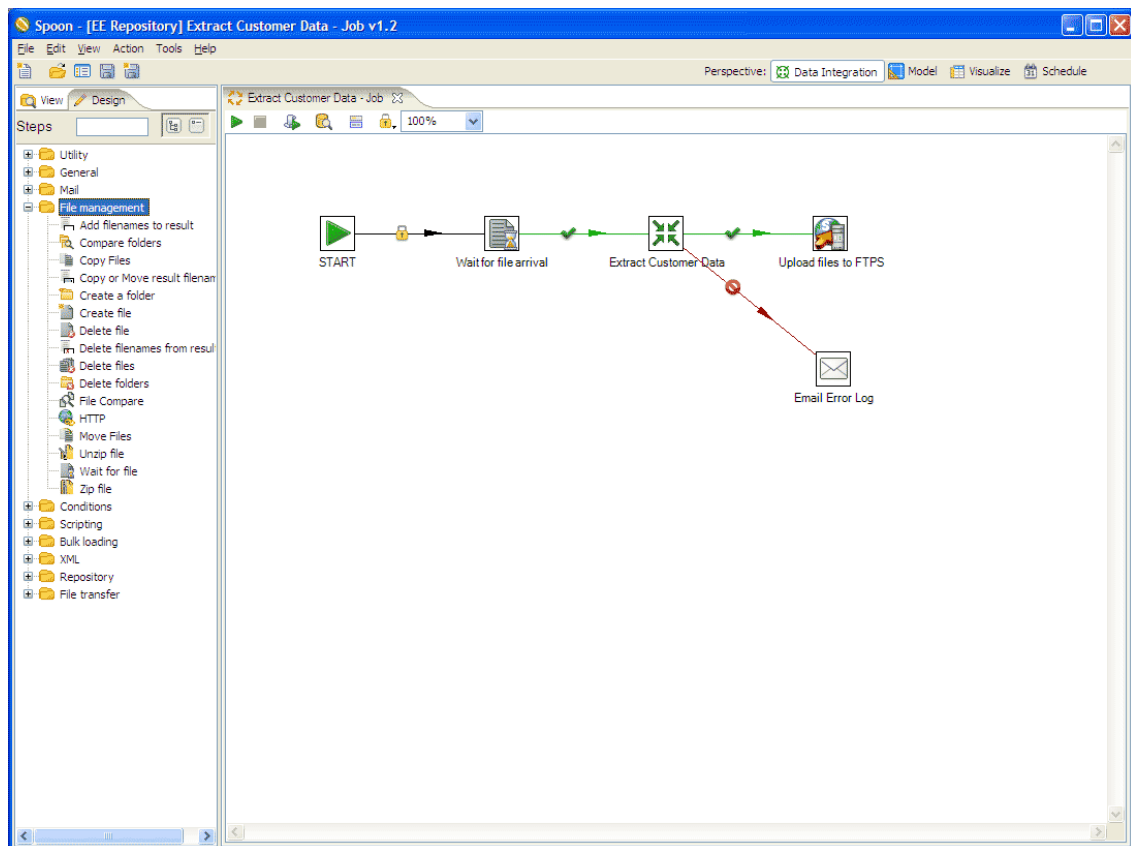 Spoon - [EE Repository] Extract Customer Data - Job v1.2
File Edit View Action Tools Help
Perspective: Data Integration Model Visualize 31 Schedule
View Design
Extract Customer Data - Job
Steps
100%
Utility
General
Mail
File management
Add filenames to result
Compare folders
Copy Files
Copy or Move result filenam
Create a folder
Create file
Delete file
Delete filenames from resul
Delete files
Delete folders
File Compare
HTTP
Move Files
Unzip file
Wait for file
Zip file
Conditions
Scripting
Bulk loading
XML
Repository
File transfer
START
Wait for file arrival
Extract Customer Data
Upload files to FTPS
Email Error Log